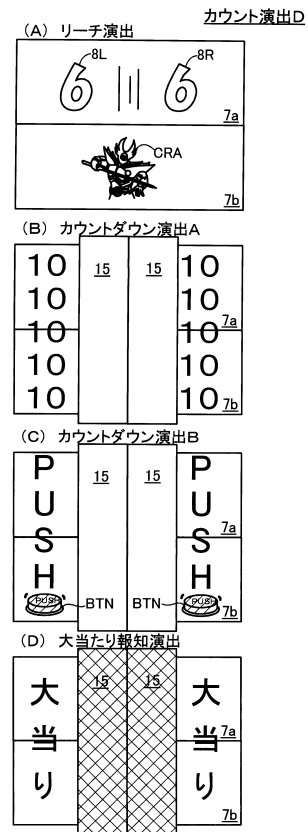 カウント演出D
(A) リーチ演出
8L 8R
6 6
7a
CRA
7b
(B) カウントダウン演出A
10 15 15 10
10 10
10 10 7a
10 10
10 10 7b
(C) カウントダウン演出B
P 15 15 P
U U 7a
S S
H H
PUSH BTN BTN PUSH 7b
(D) 大当たり報知演出
15 15
大 大
当 当 7a
り り
7b